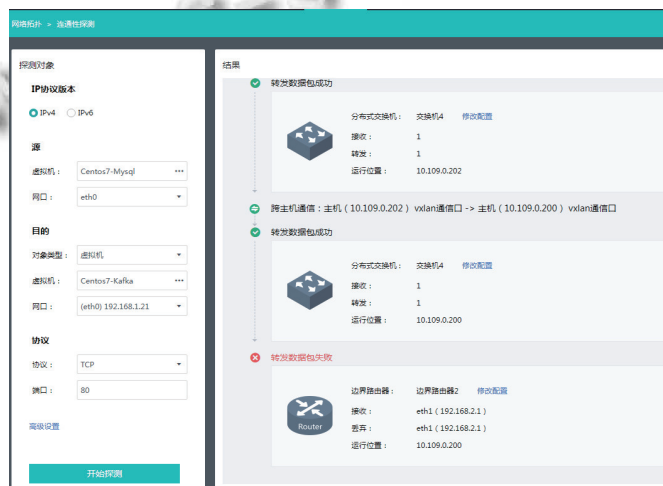 网络拓扑 > 连通性探测
探测对象
IP协议版本
IPv4 IPv6
源
虚拟机： Centos7-Mysql ...
网口： eth0
目的
对象类型： 虚拟机
虚拟机： Centos7-Kafka ...
网口： (eth0) 192.168.1.21
协议
协议： TCP
端口： 80
高级设置
开始探测
结果
转发数据包成功
分布式交换机： 交换机4 修改配置
接收： 1
转发： 1
运行位置： 10.109.0.202
跨主机通信：主机（10.109.0.202）vxlan通信口 -> 主机（10.109.0.200）vxlan通信口
转发数据包成功
分布式交换机： 交换机4 修改配置
接收： 1
转发： 1
运行位置： 10.109.0.200
转发数据包失败
边界路由器： 边界路由器2 修改配置
接收： eth1（192.168.2.1）
丢弃： eth1（192.168.2.1）
运行位置： 10.109.0.200
Router